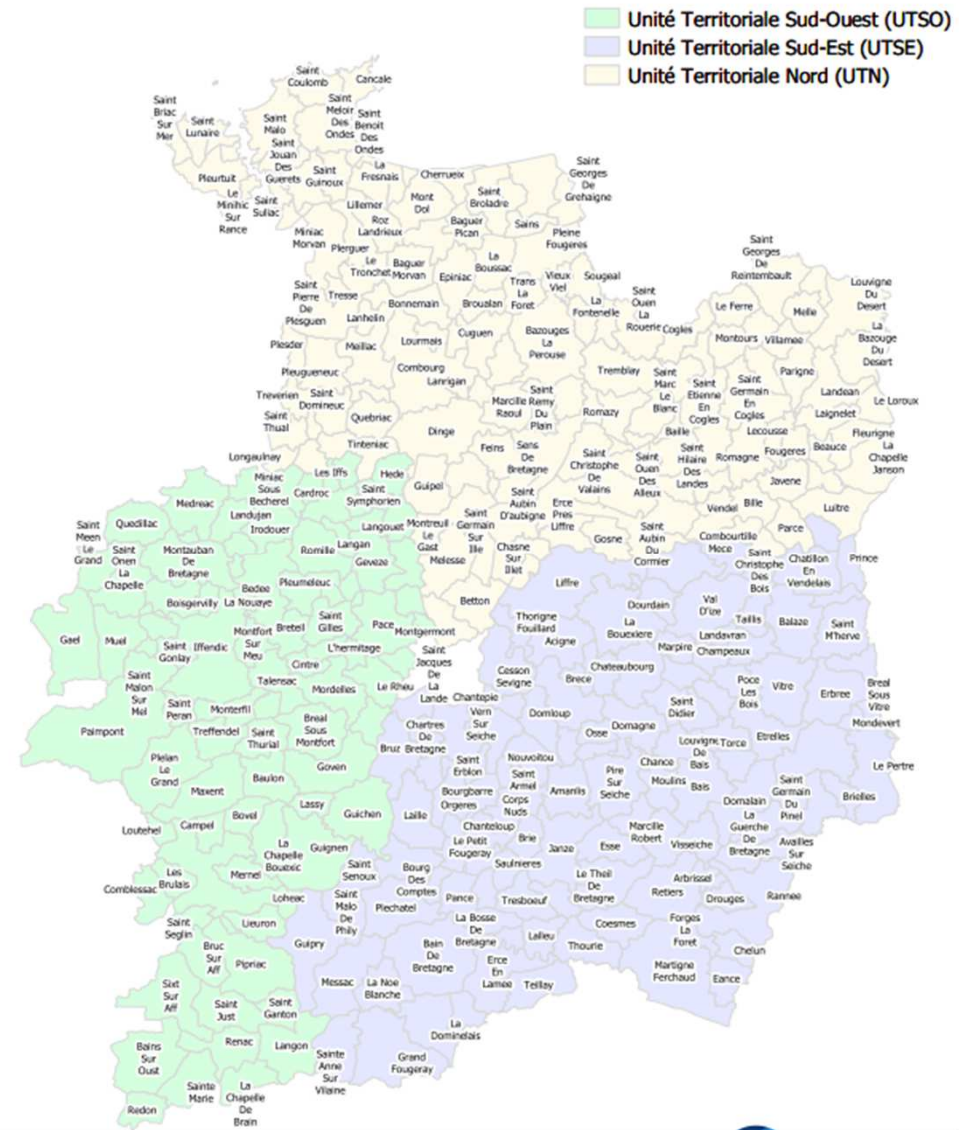 Unité Territoriale Sud-Ouest (UTSO)
Unité Territoriale Sud-Est (UTSE)
Unité Territoriale Nord (UTN)
Saint
Coulomb
Cancale
Saint
Briac
Sur
Mer
Saint
Lunaire
Saint
Malo
Saint
Meloir
Des
Ondes
Saint
Benoit
Des
Ondes
Saint
Jouan
Des
Guerets
Saint
Guinoux
La
Fresnais
Cherrueix
Saint
Georges
De
Grehaigne
Pleurtuit
Le
Minihic
Sur
Rance
Saint
Suliac
Lillemer
Mont
Dol
Saint
Broladre
Roz
Landrieux
Baguer
Pican
Sains
Pleine
Fougeres
Miniac
Morvan
Plerguer
Le
Tronchet
Baguer
Morvan
Epiniac
La
Boussac
Trans
La
Foret
Vieux
Viel
Sougeal
Saint
Georges
De
Reintembault
Louvigne
Du
Desert
Saint
Pierre
De
Plesguen
Tresse
Bonnemain
Broualan
La
Fontenelle
Saint
Ouen
La
Rouerie
Cogles
Le Ferre
Melle
Lanhelin
Cuguen
Bazouges
La
Perouse
Montours
Villamee
La
Bazouge
Du
Desert
Plesder
Meillac
Lourmais
Pleugueneuc
Combourg
Lanrigan
Tremblay
Saint
Marc
Le
Blanc
Saint
Etienne
En
Cogles
Saint
Germain
En
Cogles
Parigne
Landean
Le Loroux
Treverien
Saint
Domineuc
Marcille
Raoul
Saint
Remy
Du
Plain
Romazy
Laignelet
Saint
Thual
Quebriac
Dinge
Baille
Lecousse
Fleurigne
Tinteniac
Feins
Sens
De
Bretagne
Saint
Christophe
De
Valains
Saint
Ouen
Des
Alleux
Saint
Hilaire
Des
Landes
Romagne
Fougeres
Beauce
La
Chapelle
Janson
Longaulnay
Les Iffs
Hede
Guipel
Javene
Miniac
Sous
Becherel
Cardroc
Saint
Symphorien
Saint
Aubin
D'aubigne
Erce
Pres
Liffre
Vendel
Bille
Luitre
Medreac
Landujan
Irodouer
Langouet
Montreuil
Le
Gast
Saint
Germain
Sur
Ille
Gosne
Saint
Aubin
Du
Cormier
Combourtille
Mece
Parce
Saint
Meen
Le
Grand
Quedillac
Saint
Onen
La
Chapelle
Montauban
De
Bretagne
Romille
Langan
Geveze
Melesse
Chasne
Sur
Illet
Saint
Christophe
Des
Bois
Chatillon
En
Vendelais
Prince
Bedee
Pleumeleuc
Liffre
Boisgervilly
La Nouaye
Betton
Dourdain
Val
D'ize
Taillis
Balaze
Saint
M'herve
Gael
Muel
Saint
Gonlay
Iffendic
Montfort
Sur
Meu
Breteil
Saint
Gilles
Pace
Montgermont
Thorigne
Fouillard
Acigne
La
Bouexiere
Landavran
Marpire
Champeaux
L'hermitage
Cintre
Saint
Jacques
De
La
Lande
Cesson
Sevigne
Brece
Chateaubourg
Saint
Malon
Sur
Mel
Talensac
Mordelles
Le Rheu
Chantepie
Poce
Les
Bois
Vitre
Erbree
Breal
Sous
Vitre
Saint
Peran
Monterfil
Breal
Sous
Montfort
Vern
Sur
Seiche
Domloup
Saint
Didier
Mondevert
Paimpont
Treffendel
Saint
Thurial
Chartres
De
Bretagne
Bruz
Osse
Domagne
Louvigne
De
Bais
Torce
Etrelles
Plelan
Le
Grand
Goven
Saint
Erblon
Nouvoitou
Chance
Le Pertre
Maxent
Baulon
Bourgbarre
Orgeres
Saint
Armel
Corps
Nuds
Amanlis
Pire
Sur
Seiche
Moulins
Bais
Saint
Germain
Du
Pinel
Brielles
Lassy
Guichen
Laille
Domalain
La
Guerche
De
Bretagne
Loutehel
Campel
Bovel
Chanteloup
Marcille
Robert
Visseiche
Availles
Sur
Seiche
La
Chapelle
Bouexic
Guignen
Le Petit
Fougeray
Brie
Janze
Esse
Saulnieres
Comblessac
Les
Brulais
Mernel
Saint
Senoux
Bourg
Des
Comptes
Le Theil
De
Bretagne
Arbrissel
Retiers
Drouges
Rannee
Loheac
Saint
Malo
De
Phily
Plechatel
Pance
Tresboeuf
Saint
Seglin
Lieuron
La Bosse
De
Bretagne
Coesmes
Forges
La
Foret
Bruc
Sur
Aff
Pipriac
Guipry
Bain
De
Bretagne
Lalleu
Thourie
Chelun
Sixt
Sur
Aff
Messac
La Noe
Blanche
Erce
En
Lamee
Teillay
Martigne
Ferchaud
Eance
Saint
Just
Saint
Ganton
La
Dominelais
Bains
Sur
Oust
Renac
Langon
Sainte
Anne
Sur
Vilaine
Grand
Fougeray
Redon
Sainte
Marie
La
Chapelle
De
Brain